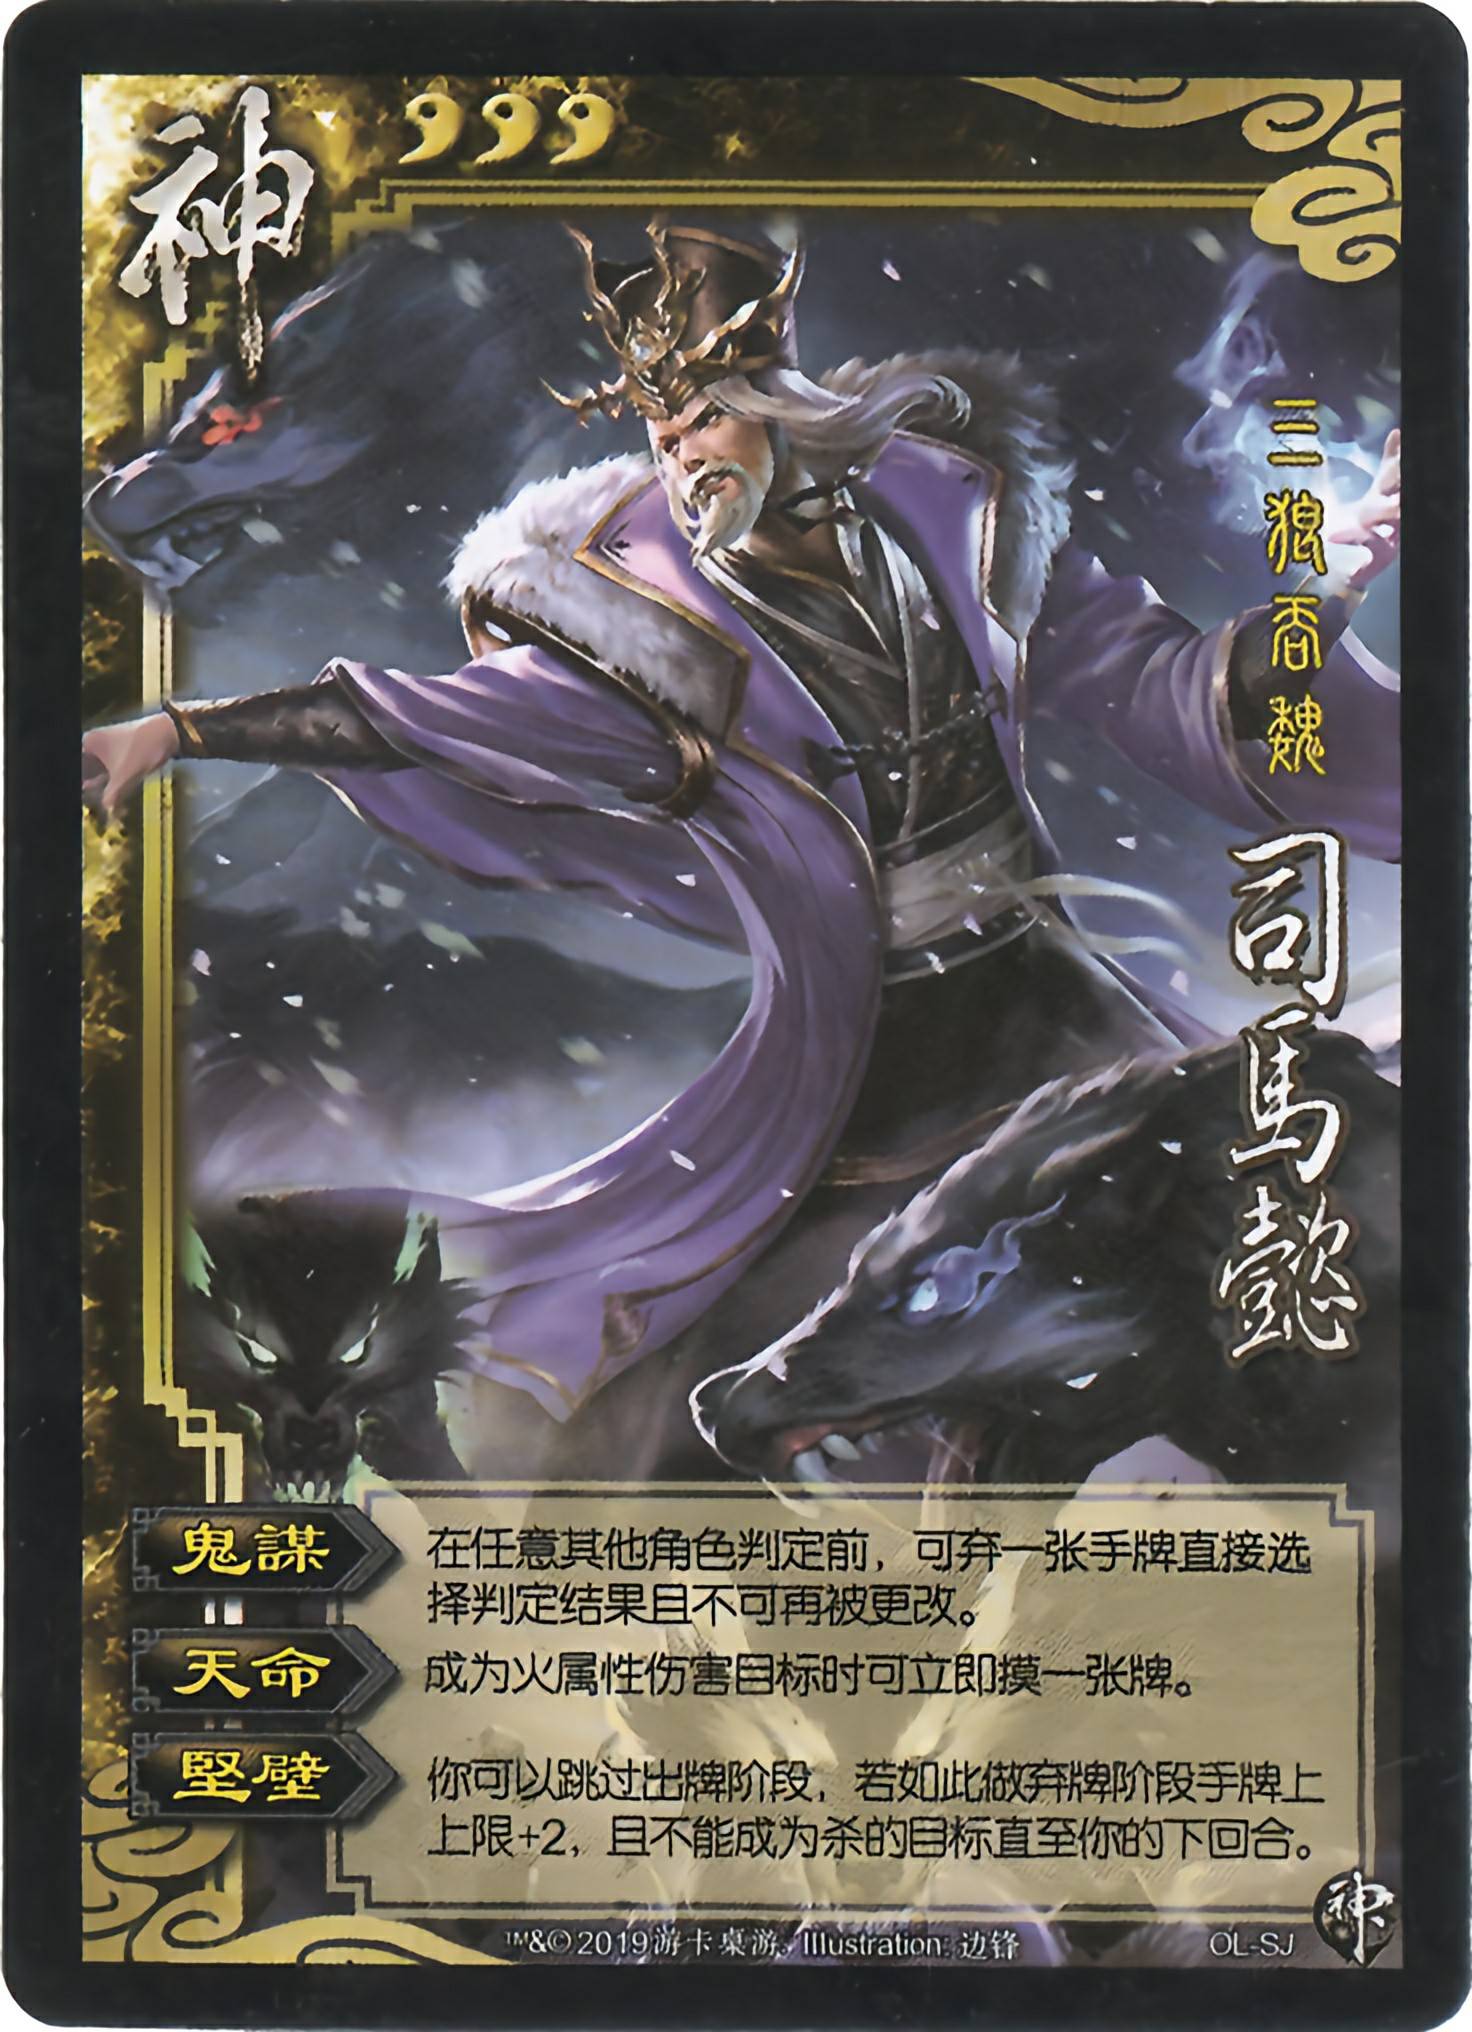 神
三狼吞魏
司馬懿
鬼謀
在任意其他角色判定前，可弃一张手牌直接选
择判定结果且不可再被更改。
天命
成为火属性伤害目标时可立即摸一张牌。
堅壁
你可以跳过出牌阶段，若如此做弃牌阶段手牌上
上限+2，且不能成为杀的目标直至你的下回合。
™&©2019游卡桌游. Illustration: 边锋
OL-SJ
神